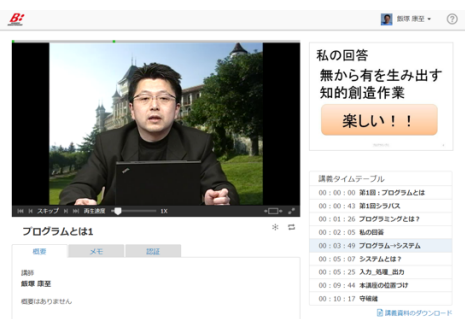 飯塚 康至
スキップ
再生速度
1X
プログラムとは1
概要
メモ
認証
講師
飯塚 康至
概要はありません
私の回答
無から有を生み出す
知的創造作業
楽しい！！
講義タイムテーブル
00：00：00 第1回：プログラムとは
00：00：43 第1回シラバス
00：01：26 プログラミングとは？
00：02：05 私の回答
00：03：49 プログラム→システム
00：05：07 システムとは？
00：05：25 入力_処理_出力
00：09：44 本講座の位置づけ
00：10：17 守破離
講義資料のダウンロード